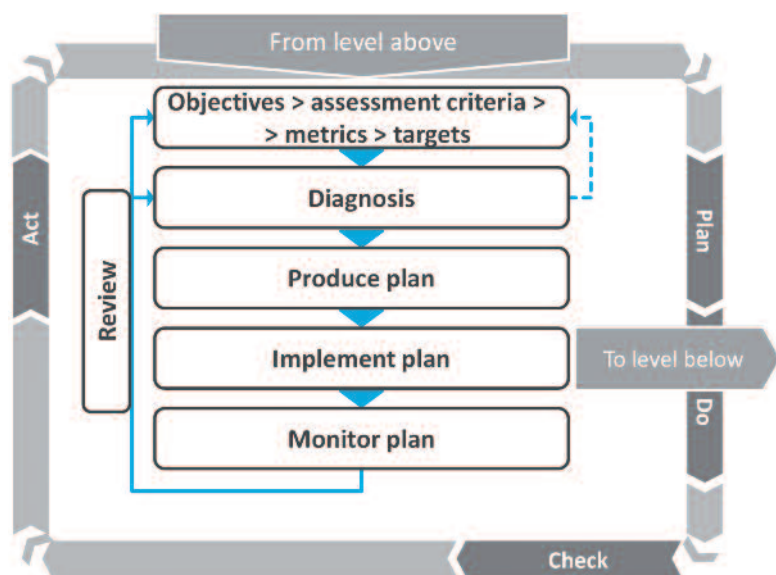 From level above
Objectives > assessment criteria >
> metrics > targets
Diagnosis
Produce plan
Implement plan
Monitor plan
Review
To level below
Plan
Do
Check
Act